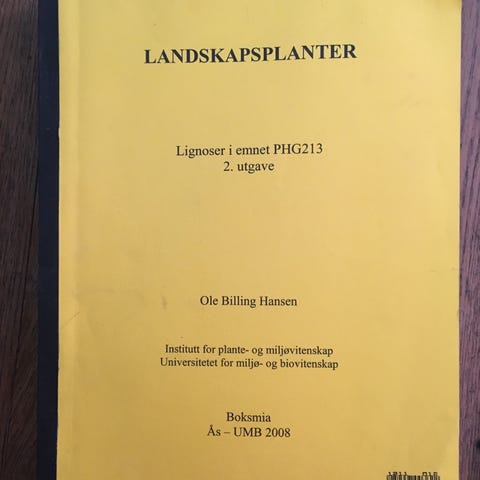 LANDSKAPSPLANTER
Lignoser i emnet PHG213
2. utgave
Ole Billing Hansen
Institutt for plante- og miljøvitenskap
Universitetet for miljø- og biovitenskap
Boksmia
Ås – UMB 2008